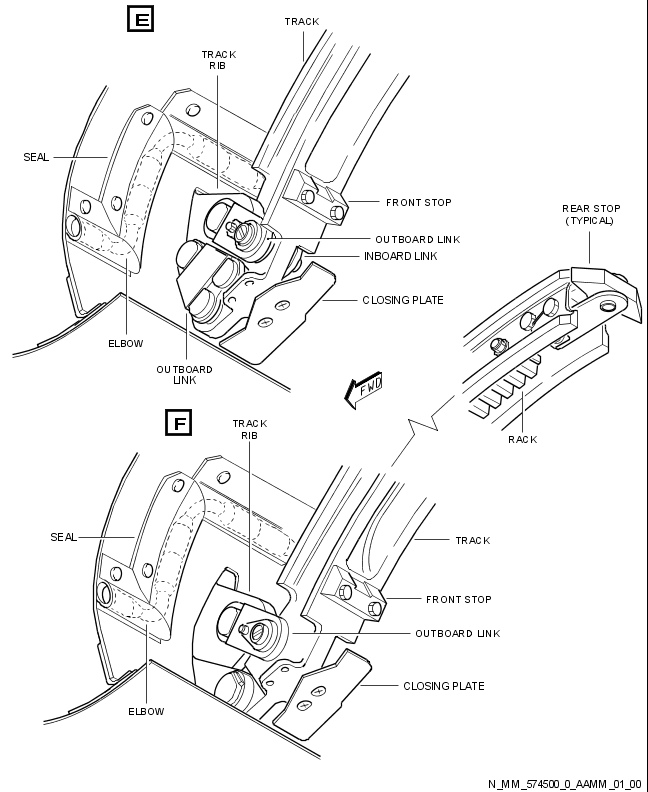 E
TRACK
TRACK
RIB
SEAL
FRONT STOP
OUTBOARD LINK
INBOARD LINK
CLOSING PLATE
ELBOW
OUTBOARD
LINK
REAR STOP
(TYPICAL)
FWD
RACK
F
TRACK
RIB
SEAL
TRACK
FRONT STOP
OUTBOARD LINK
CLOSING PLATE
ELBOW
N_MM_574500_0_AAMM_01_00